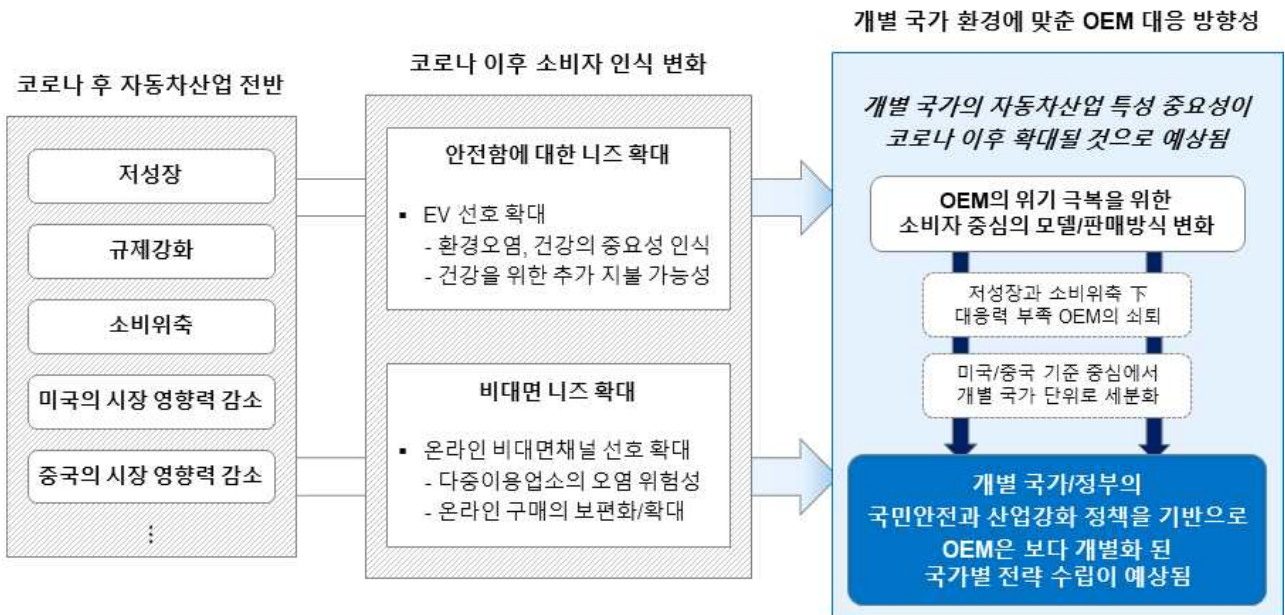 코로나 후 자동차산업 전반
저성장
규제강화
소비위축
미국의 시장 영향력 감소
중국의 시장 영향력 감소
⋮
코로나 이후 소비자 인식 변화
안전함에 대한 니즈 확대
▪ EV 선호 확대
- 환경오염, 건강의 중요성 인식
- 건강을 위한 추가 지불 가능성
비대면 니즈 확대
▪ 온라인 비대면채널 선호 확대
- 다중이용업소의 오염 위험성
- 온라인 구매의 보편화/확대
개별 국가 환경에 맞춘 OEM 대응 방향성
개별 국가의 자동차산업 특성 중요성이
코로나 이후 확대될 것으로 예상됨
OEM의 위기 극복을 위한
소비자 중심의 모델/판매방식 변화
저성장과 소비위축 下
대응력 부족 OEM의 쇠퇴
미국/중국 기준 중심에서
개별 국가 단위로 세분화
개별 국가/정부의
국민안전과 산업강화 정책을 기반으로
OEM은 보다 개별화 된
국가별 전략 수립이 예상됨